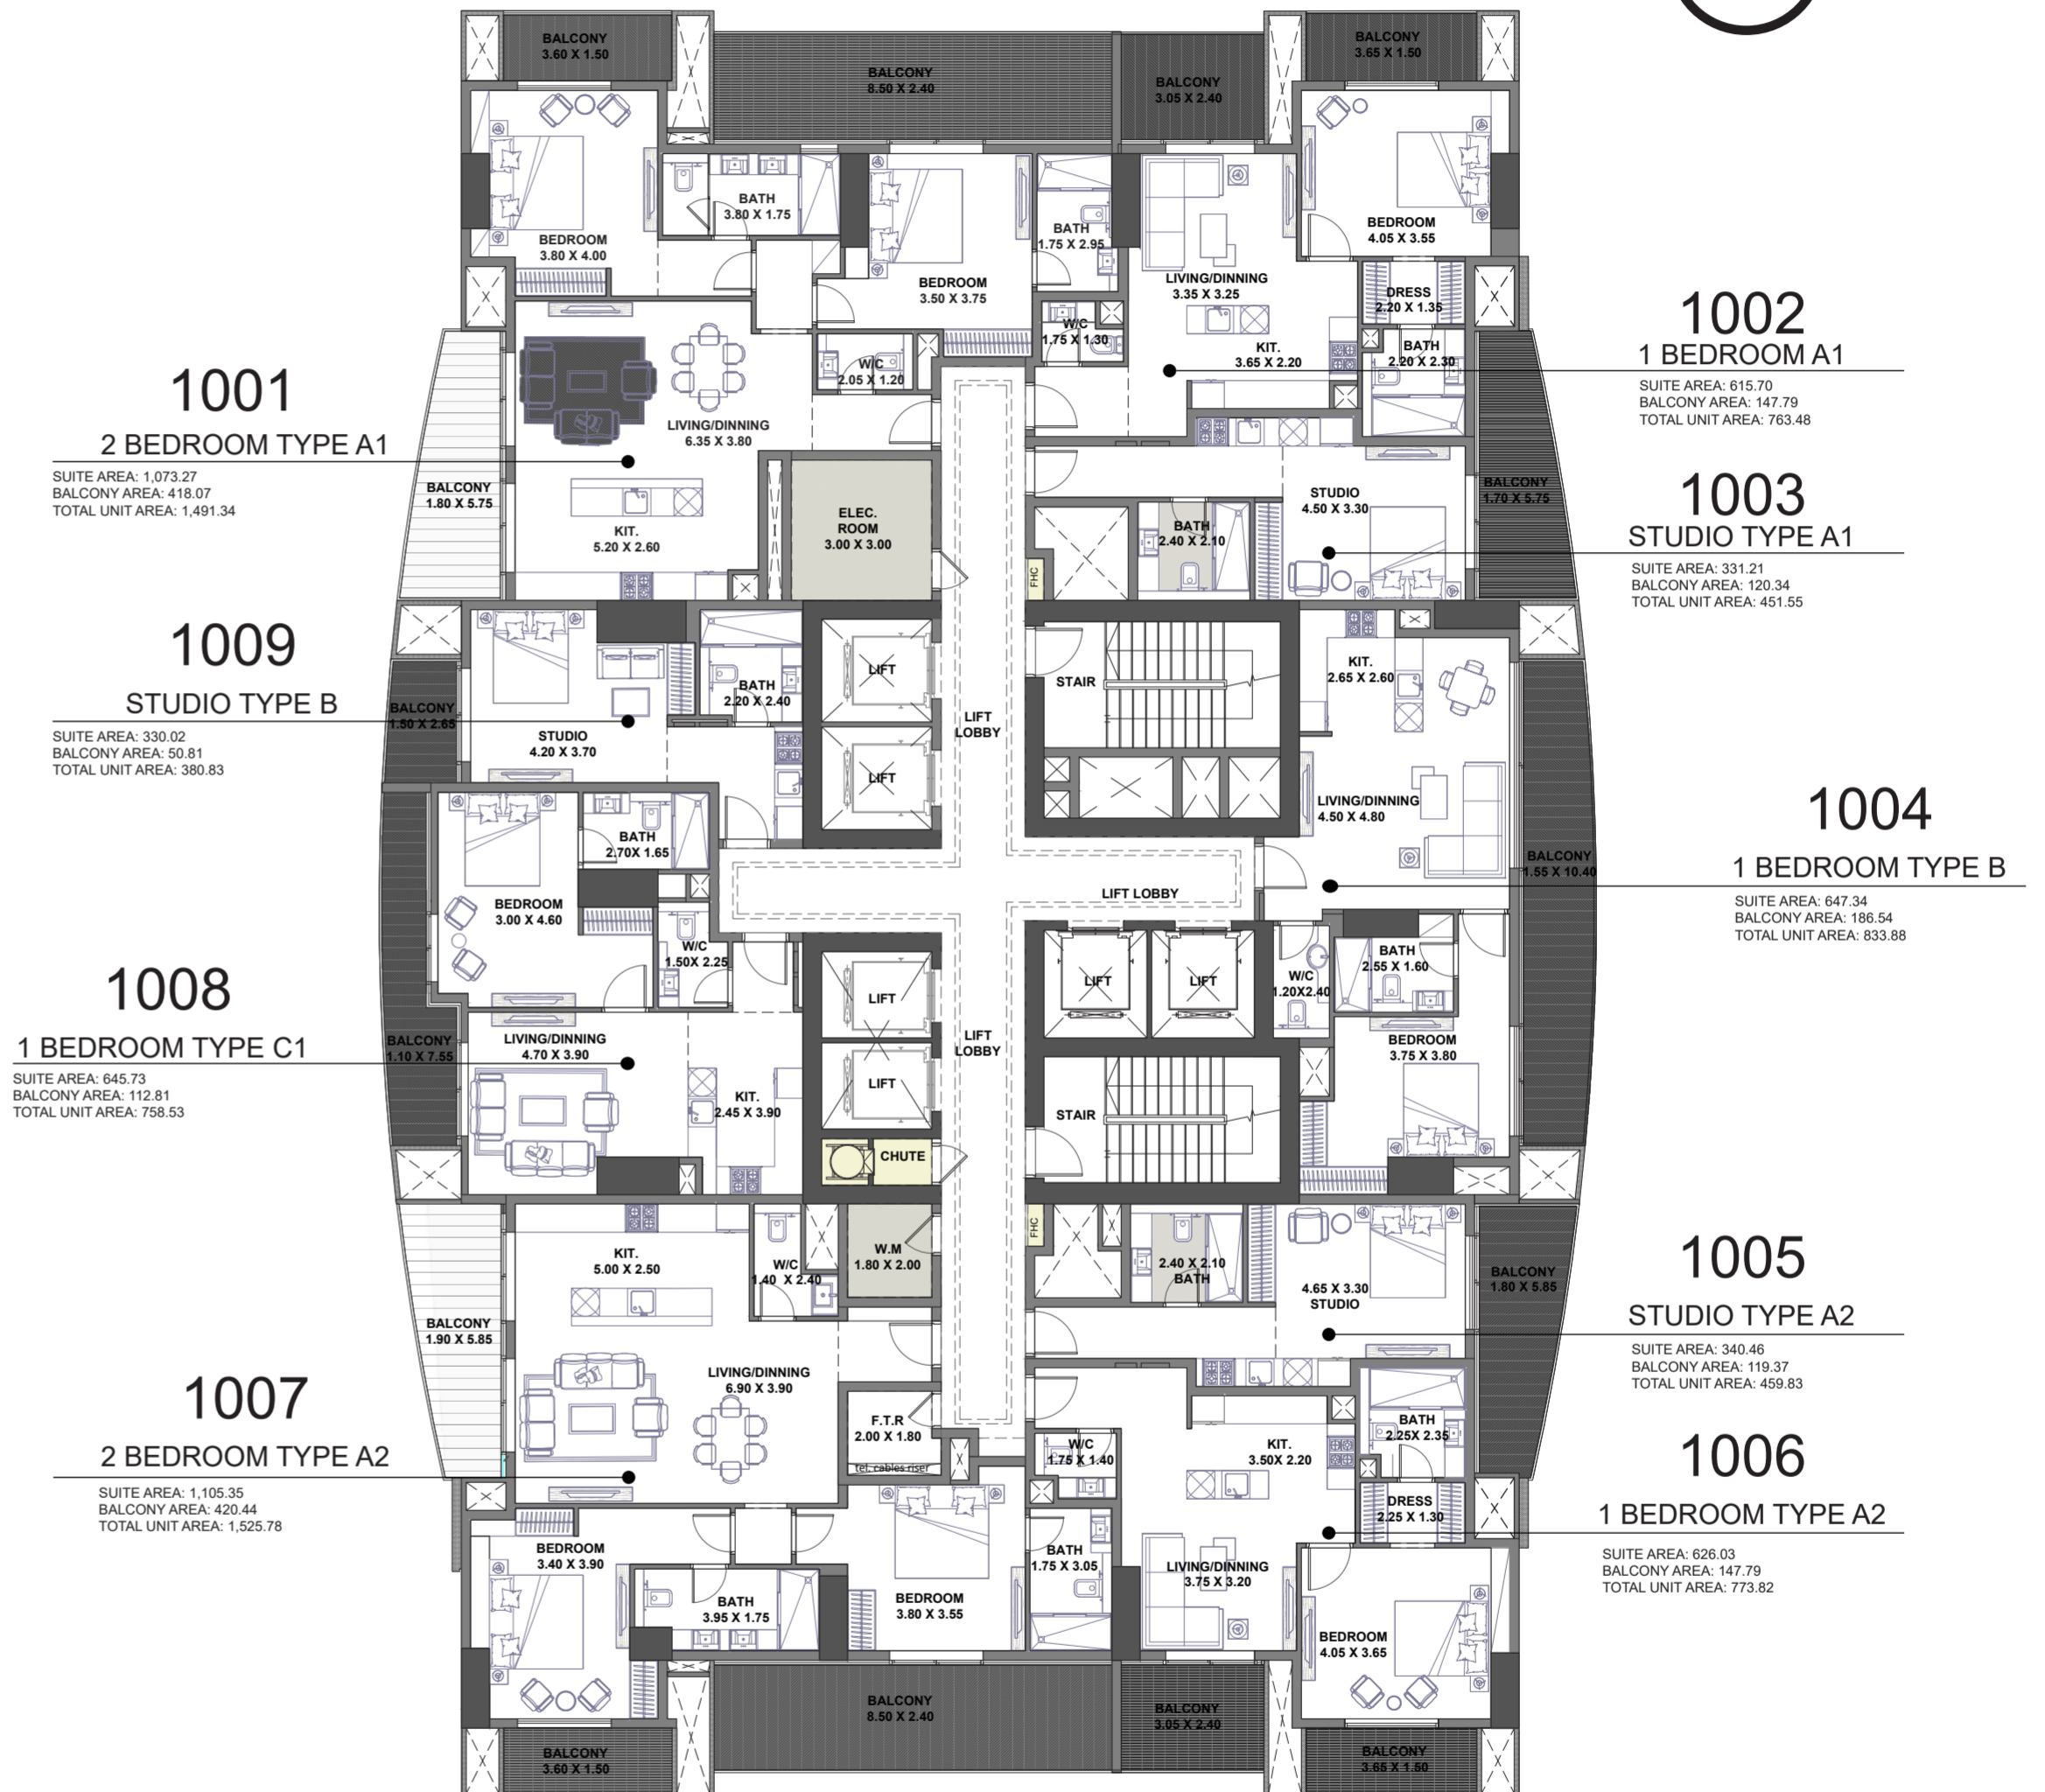 BALCONY
3.60 X 1.50
BALCONY
8.50 X 2.40
BALCONY
3.05 X 2.40
BALCONY
3.65 X 1.50
BEDROOM
3.80 X 4.00
BATH
3.80 X 1.75
BEDROOM
3.50 X 3.75
BATH
1.75 X 2.95
LIVING/DINNING
3.35 X 3.25
BEDROOM
4.05 X 3.55
DRESS
2.20 X 1.35
W/C
1.75 X 1.30
KIT.
3.65 X 2.20
BATH
2.20 X 2.30
W/C
2.05 X 1.20
LIVING/DINNING
6.35 X 3.80
1001
2 BEDROOM TYPE A1
SUITE AREA: 1,073.27
BALCONY AREA: 418.07
TOTAL UNIT AREA: 1,491.34
1002
1 BEDROOM A1
SUITE AREA: 615.70
BALCONY AREA: 147.79
TOTAL UNIT AREA: 763.48
BALCONY
1.80 X 5.75
KIT.
5.20 X 2.60
ELEC.
ROOM
3.00 X 3.00
FHC
BATH
2.40 X 2.10
STUDIO
4.50 X 3.30
BALCONY
1.70 X 5.75
1003
STUDIO TYPE A1
SUITE AREA: 331.21
BALCONY AREA: 120.34
TOTAL UNIT AREA: 451.55
1009
STUDIO TYPE B
SUITE AREA: 330.02
BALCONY AREA: 50.81
TOTAL UNIT AREA: 380.83
BALCONY
1.50 X 2.65
STUDIO
4.20 X 3.70
BATH
2.20 X 2.40
LIFT
LIFT
LIFT
LOBBY
STAIR
KIT.
2.65 X 2.60
LIVING/DINNING
4.50 X 4.80
BALCONY
1.55 X 10.40
1004
1 BEDROOM TYPE B
SUITE AREA: 647.34
BALCONY AREA: 186.54
TOTAL UNIT AREA: 833.88
BATH
2.70X 1.65
BEDROOM
3.00 X 4.60
W/C
1.50X 2.25
LIFT LOBBY
LIFT
LIFT
W/C
1.20X2.40
BATH
2.55 X 1.60
BEDROOM
3.75 X 3.80
1008
1 BEDROOM TYPE C1
SUITE AREA: 645.73
BALCONY AREA: 112.81
TOTAL UNIT AREA: 758.53
BALCONY
1.10 X 7.55
LIVING/DINNING
4.70 X 3.90
KIT.
2.45 X 3.90
LIFT
LIFT
LIFT
LOBBY
STAIR
CHUTE
KIT.
5.00 X 2.50
W/C
1.40 X 2.40
W.M
1.80 X 2.00
FHC
2.40 X 2.10
BATH
4.65 X 3.30
STUDIO
BALCONY
1.80 X 5.85
1005
STUDIO TYPE A2
SUITE AREA: 340.46
BALCONY AREA: 119.37
TOTAL UNIT AREA: 459.83
BALCONY
1.90 X 5.85
LIVING/DINNING
6.90 X 3.90
F.T.R
2.00 X 1.80
tel. cables riser
W/C
1.75 X 1.40
KIT.
3.50X 2.20
BATH
2.25X 2.35
DRESS
2.25 X 1.30
1007
2 BEDROOM TYPE A2
SUITE AREA: 1,105.35
BALCONY AREA: 420.44
TOTAL UNIT AREA: 1,525.78
1006
1 BEDROOM TYPE A2
SUITE AREA: 626.03
BALCONY AREA: 147.79
TOTAL UNIT AREA: 773.82
BEDROOM
3.40 X 3.90
BATH
3.95 X 1.75
BEDROOM
3.80 X 3.55
BATH
1.75 X 3.05
LIVING/DINNING
3.75 X 3.20
BEDROOM
4.05 X 3.65
BALCONY
3.60 X 1.50
BALCONY
8.50 X 2.40
BALCONY
3.05 X 2.40
BALCONY
3.65 X 1.50